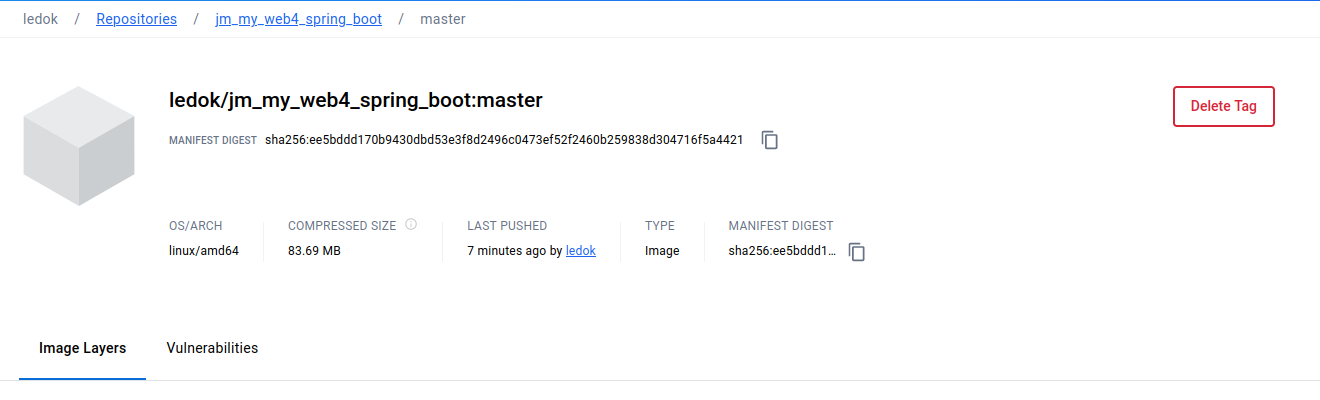 ledok / Repositories / jm_my_web4_spring_boot / master
ledok/jm_my_web4_spring_boot:master
Delete Tag
MANIFEST DIGEST sha256:ee5bddd170b9430dbd53e3f8d2496c0473ef52f2460b259838d304716f5a4421
OS/ARCH COMPRESSED SIZE LAST PUSHED TYPE MANIFEST DIGEST
linux/amd64 83.69 MB 7 minutes ago by ledok Image sha256:ee5bddd1...
Image Layers Vulnerabilities